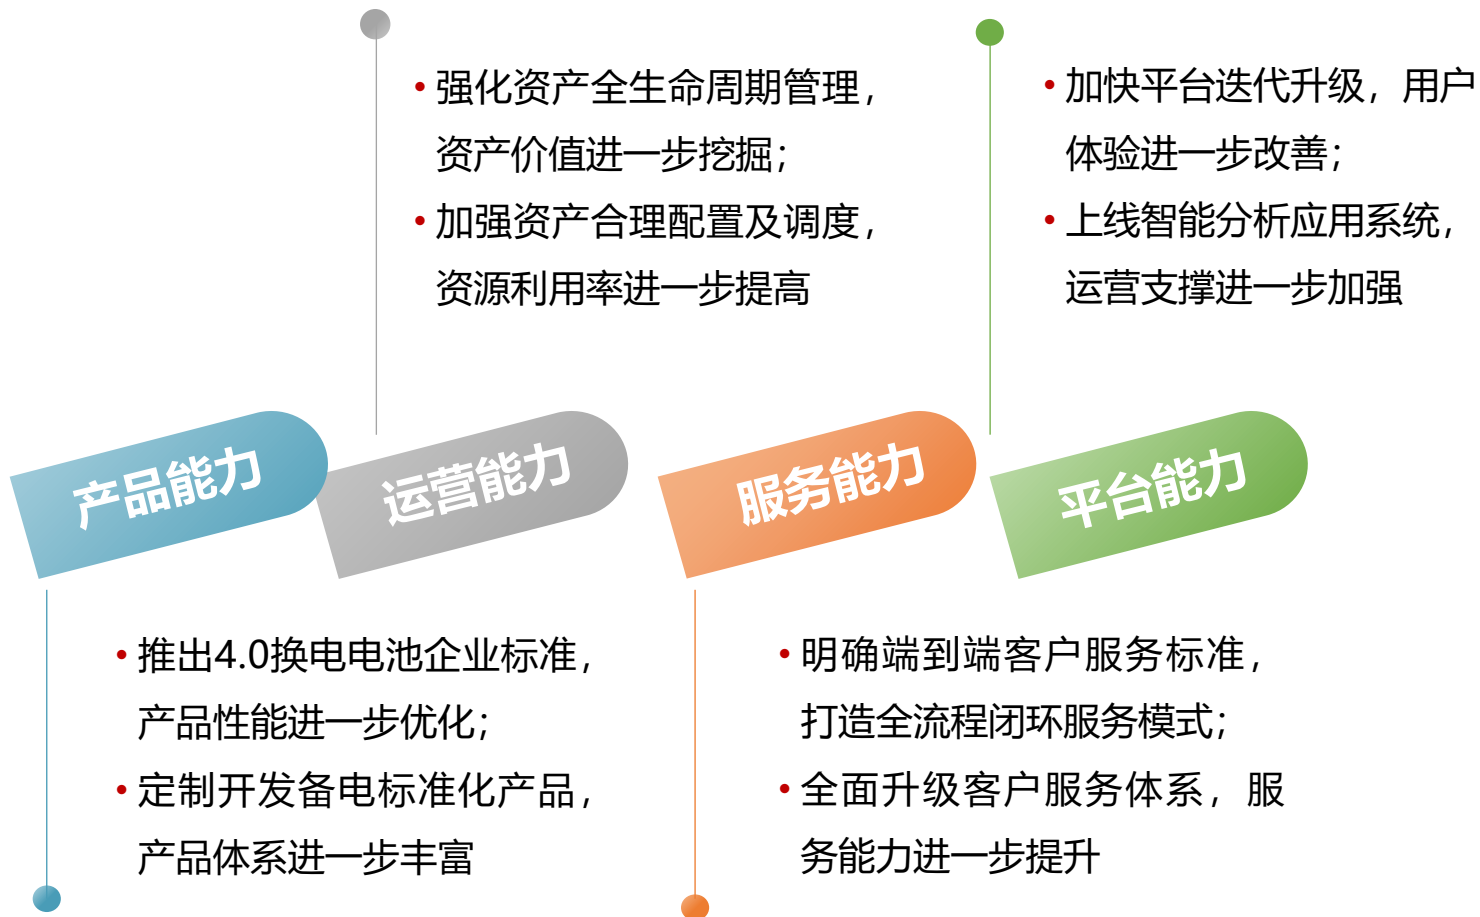 强化资产全生命周期管理，
资产价值进一步挖掘；
加强资产合理配置及调度，
资源利用率进一步提高
加快平台迭代升级，用户
体验进一步改善；
上线智能分析应用系统，
运营支撑进一步加强
产品能力
运营能力
服务能力
平台能力
推出4.0换电电池企业标准，
产品性能进一步优化；
定制开发备电标准化产品，
产品体系进一步丰富
明确端到端客户服务标准，
打造全流程闭环服务模式；
全面升级客户服务体系，服
务能力进一步提升